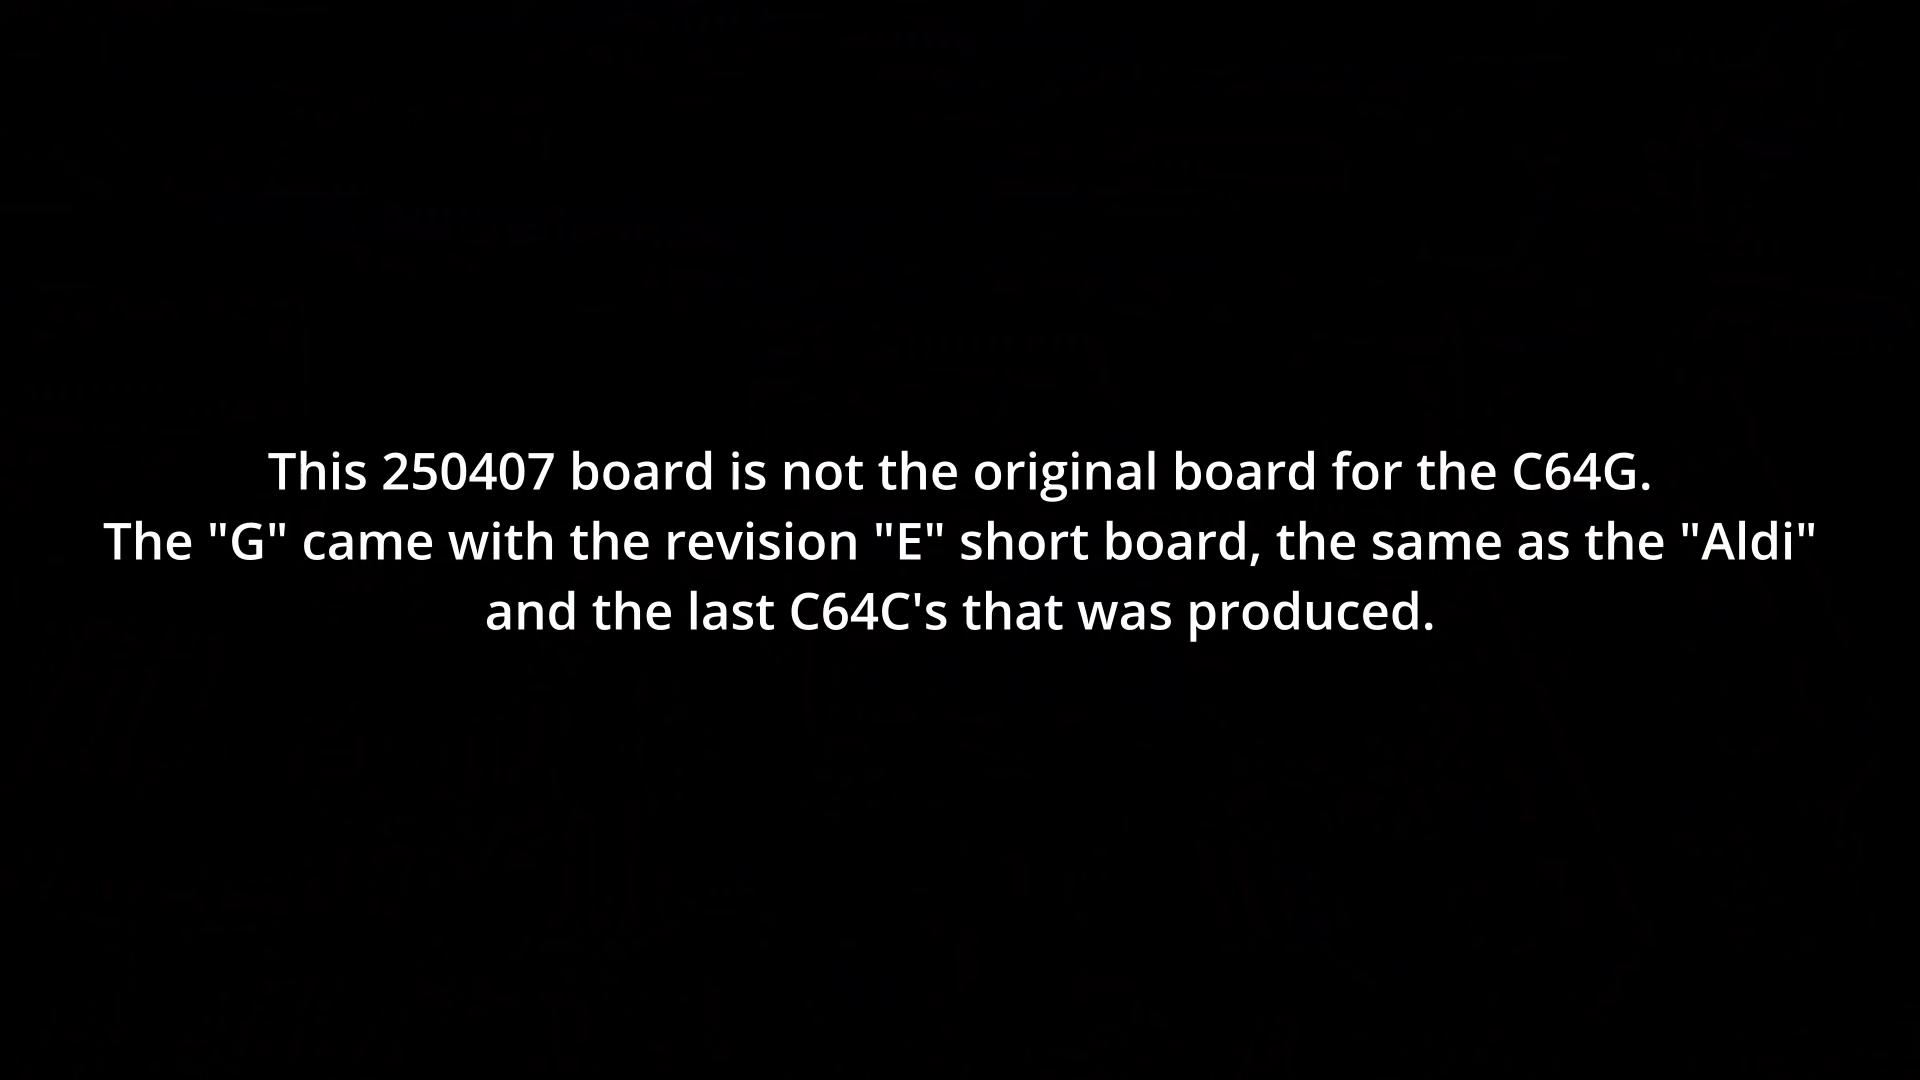 This 250407 board is not the original board for the C64G.
The "G" came with the revision "E" short board, the same as the "Aldi"
and the last C64C's that was produced.